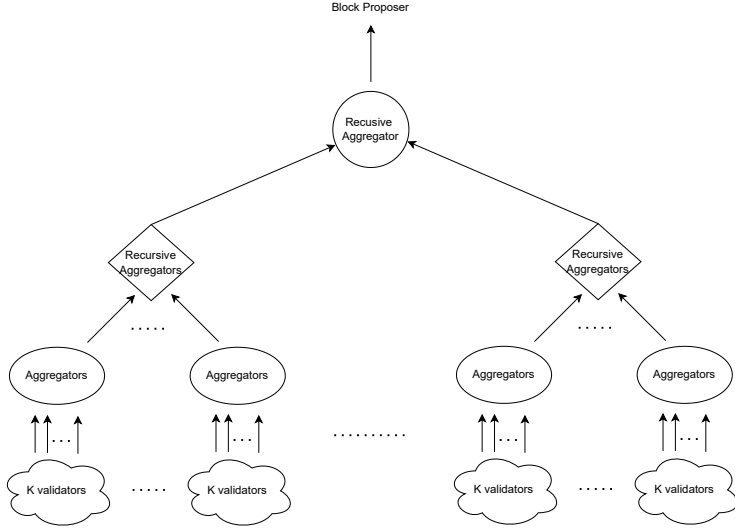 Block Proposer
Recusive
Aggregator
Recursive
Aggregators
Recursive
Aggregators
.....
.....
Aggregators
Aggregators
Aggregators
Aggregators
...
...
...
...
..........
K validators
.....
K validators
K validators
.....
K validators